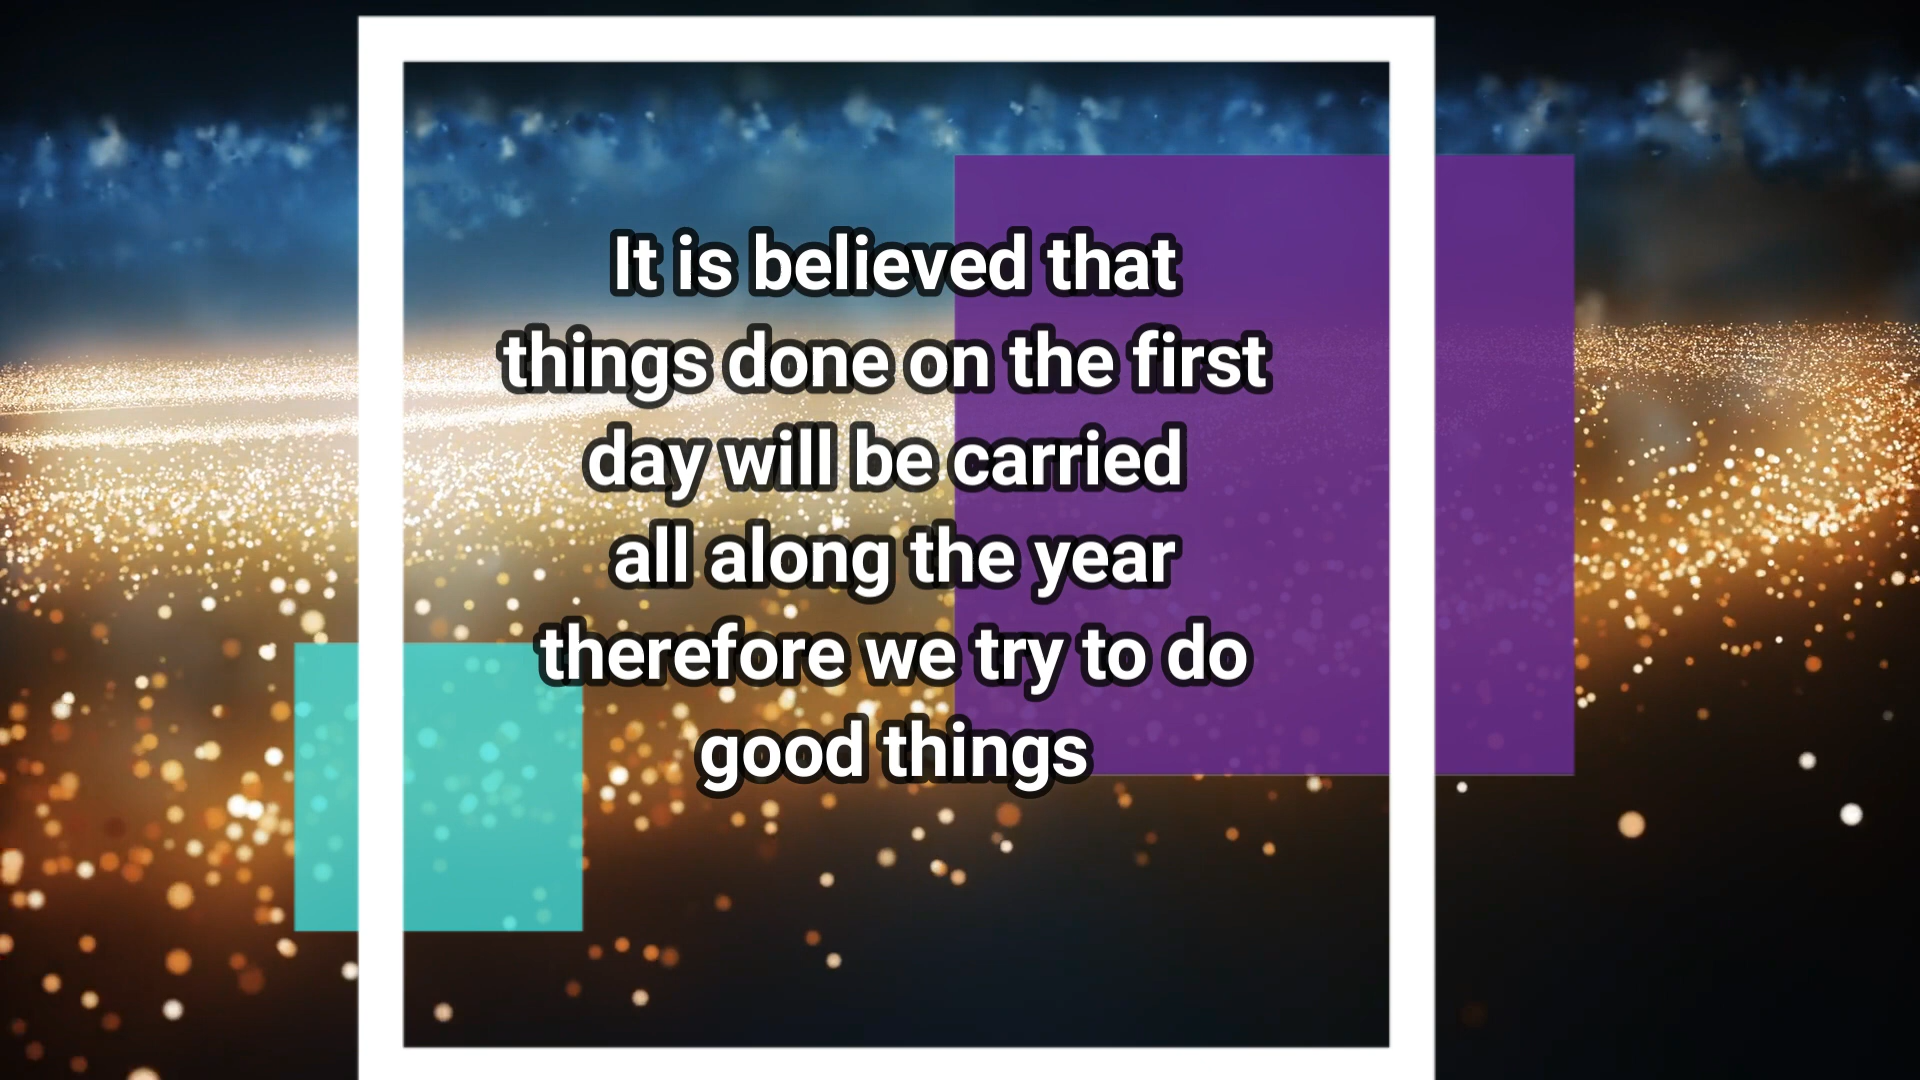 It is believed that
things done on the first
day will be carried
all along the year
therefore we try to do
good things